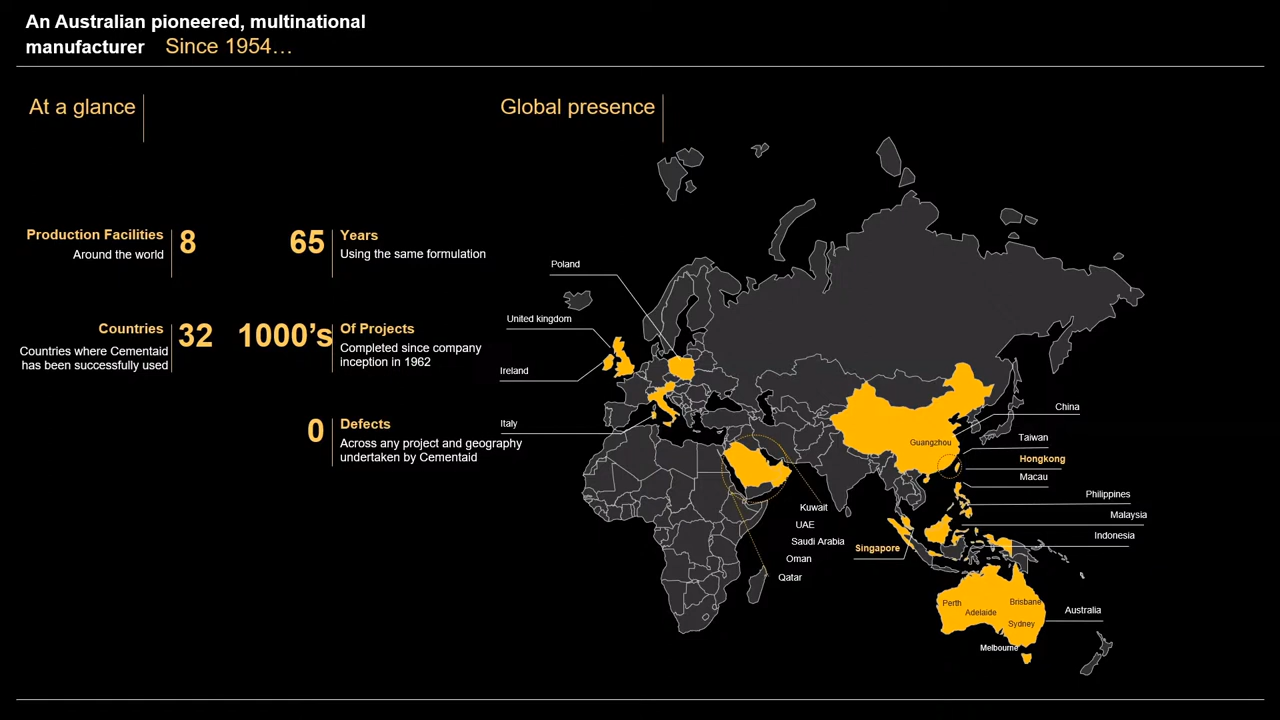 An Australian pioneered, multinational
manufacturer Since 1954…
At a glance
Global presence
Production Facilities
Around the world
8
65
Years
Using the same formulation
Countries
Countries where Cementaid
has been successfully used
32
1000's
Of Projects
Completed since company
inception in 1962
0
Defects
Across any project and geography
undertaken by Cementaid
Poland
United kingdom
Ireland
Italy
China
Guangzhou
Taiwan
Hongkong
Macau
Philippines
Malaysia
Indonesia
Kuwait
UAE
Saudi Arabia
Oman
Qatar
Singapore
Perth
Adelaide
Brisbane
Sydney
Melbourne
Australia